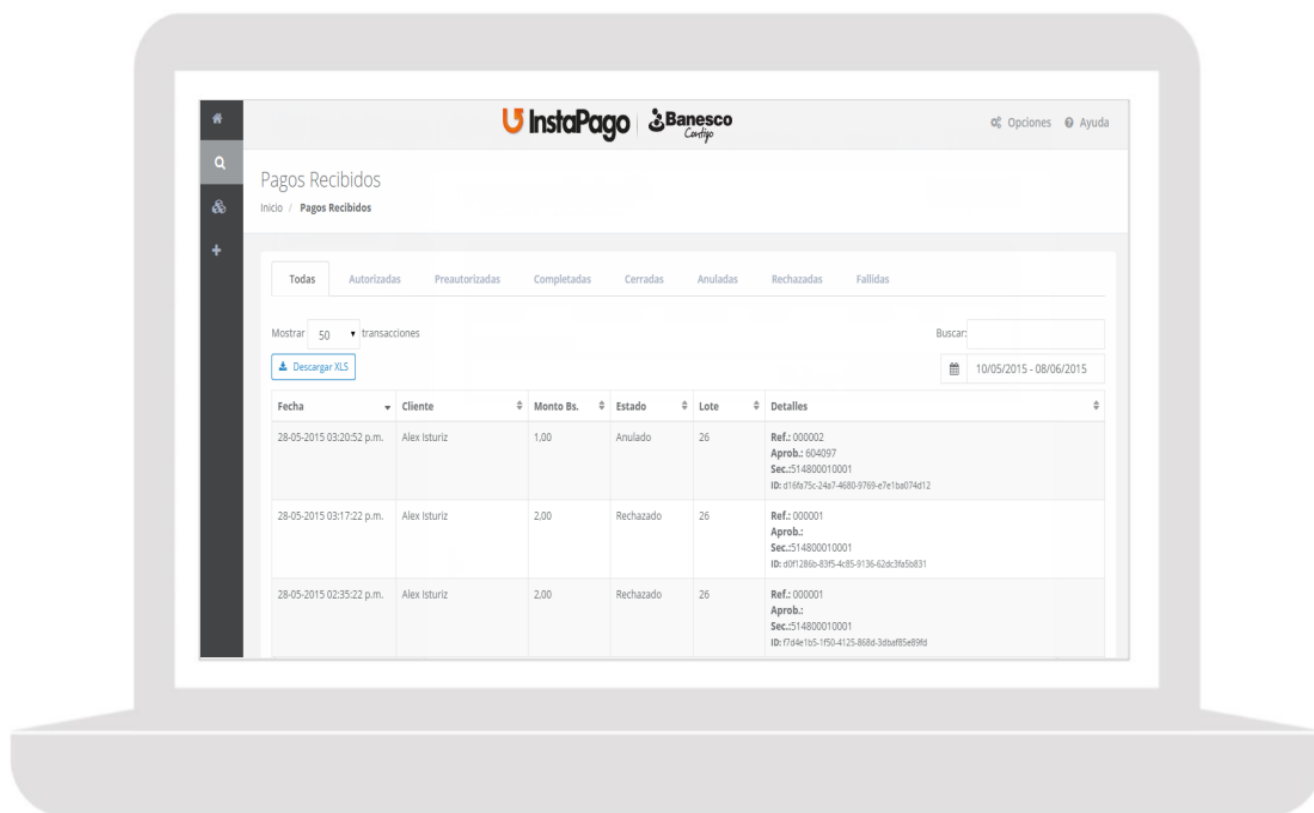 InstaPago Banesco
Contigo
Opciones Ayuda
Pagos Recibidos
Inicio / Pagos Recibidos
Todas Autorizadas Preautorizadas Completadas Cerradas Anuladas Rechazadas Fallidas
Mostrar 50 transacciones Buscar:
Descargar XLS 10/05/2015 - 08/06/2015
Fecha Cliente Monto Bs. Estado Lote Detalles
28-05-2015 03:20:52 p.m. Alex Isturiz 1,00 Anulado 26 Ref.: 000002
Aprob.: 604097
Sec.:514800010001
ID: d16fa75c-24a7-4680-9769-e7e1ba074d12
28-05-2015 03:17:22 p.m. Alex Isturiz 2,00 Rechazado 26 Ref.: 000001
Aprob.:
Sec.:514800010001
ID: d0f1286b-83f5-4c85-9136-62dc3fa5b831
28-05-2015 02:35:22 p.m. Alex Isturiz 2,00 Rechazado 26 Ref.: 000001
Aprob.:
Sec.:514800010001
ID: f7d4e1b5-1f50-4125-868d-3dbaf85e89fd